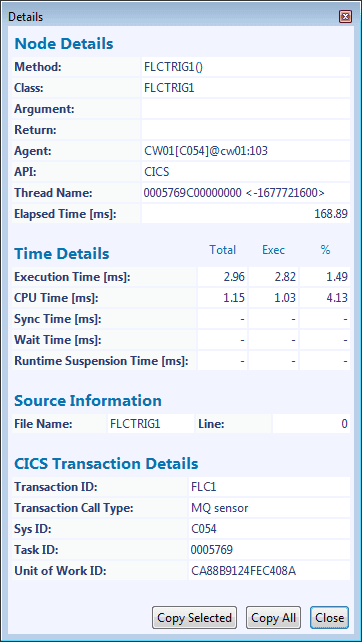 Details
Node Details
Method: FLCTRIG1()
Class: FLCTRIG1
Argument:
Return:
Agent: CW01[C054]@cw01:103
API: CICS
Thread Name: 0005769C00000000 <-1677721600>
Elapsed Time [ms]: 168.89
Time Details Total Exec %
Execution Time [ms]: 2.96 2.82 1.49
CPU Time [ms]: 1.15 1.03 4.13
Sync Time [ms]: - - -
Wait Time [ms]: - - -
Runtime Suspension Time [ms]: - - -
Source Information
File Name: FLCTRIG1 Line: 0
CICS Transaction Details
Transaction ID: FLC1
Transaction Call Type: MQ sensor
Sys ID: C054
Task ID: 0005769
Unit of Work ID: CA88B9124FEC408A
Copy Selected Copy All Close